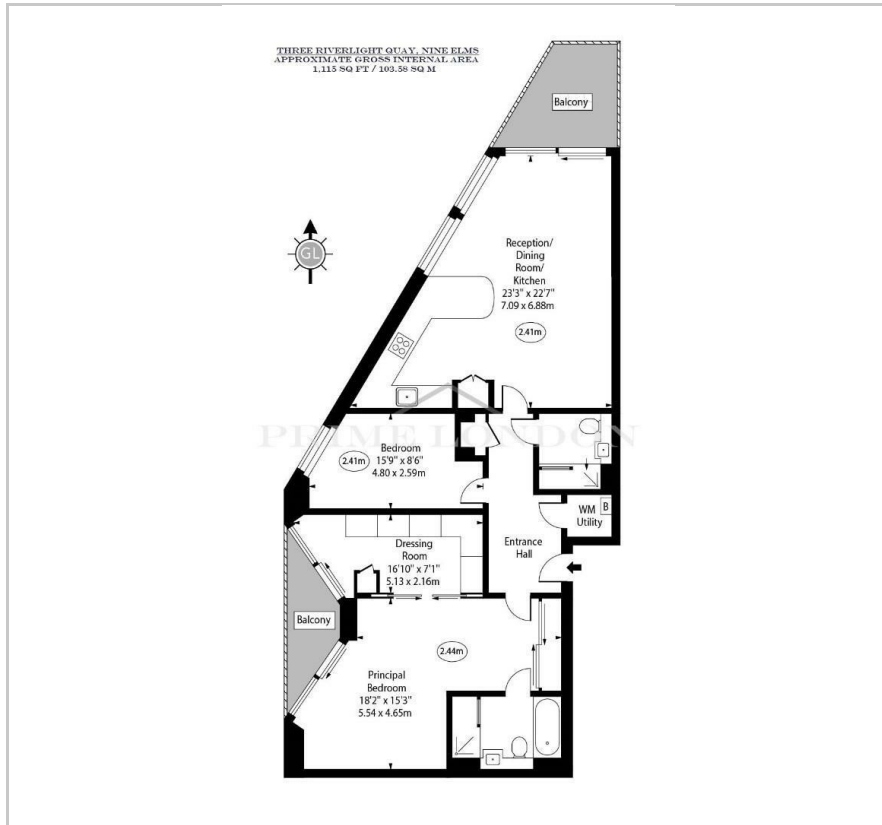 THREE RIVERLIGHT QUAY, NINE ELMS
APPROXIMATE GROSS INTERNAL AREA
1,115 SQ FT / 103.58 SQ M
Balcony
GL
Reception/
Dining
Room/
Kitchen
23'3" x 22'7"
7.09 x 6.88m
2.41m
PRIME LONDON
Bedroom
15'9" x 8'6"
4.80 x 2.59m
2.41m
B
WM
Utility
Dressing
Room
16'10" x 7'1"
5.13 x 2.16m
Entrance
Hall
Balcony
2.44m
Principal
Bedroom
18'2" x 15'3"
5.54 x 4.65m